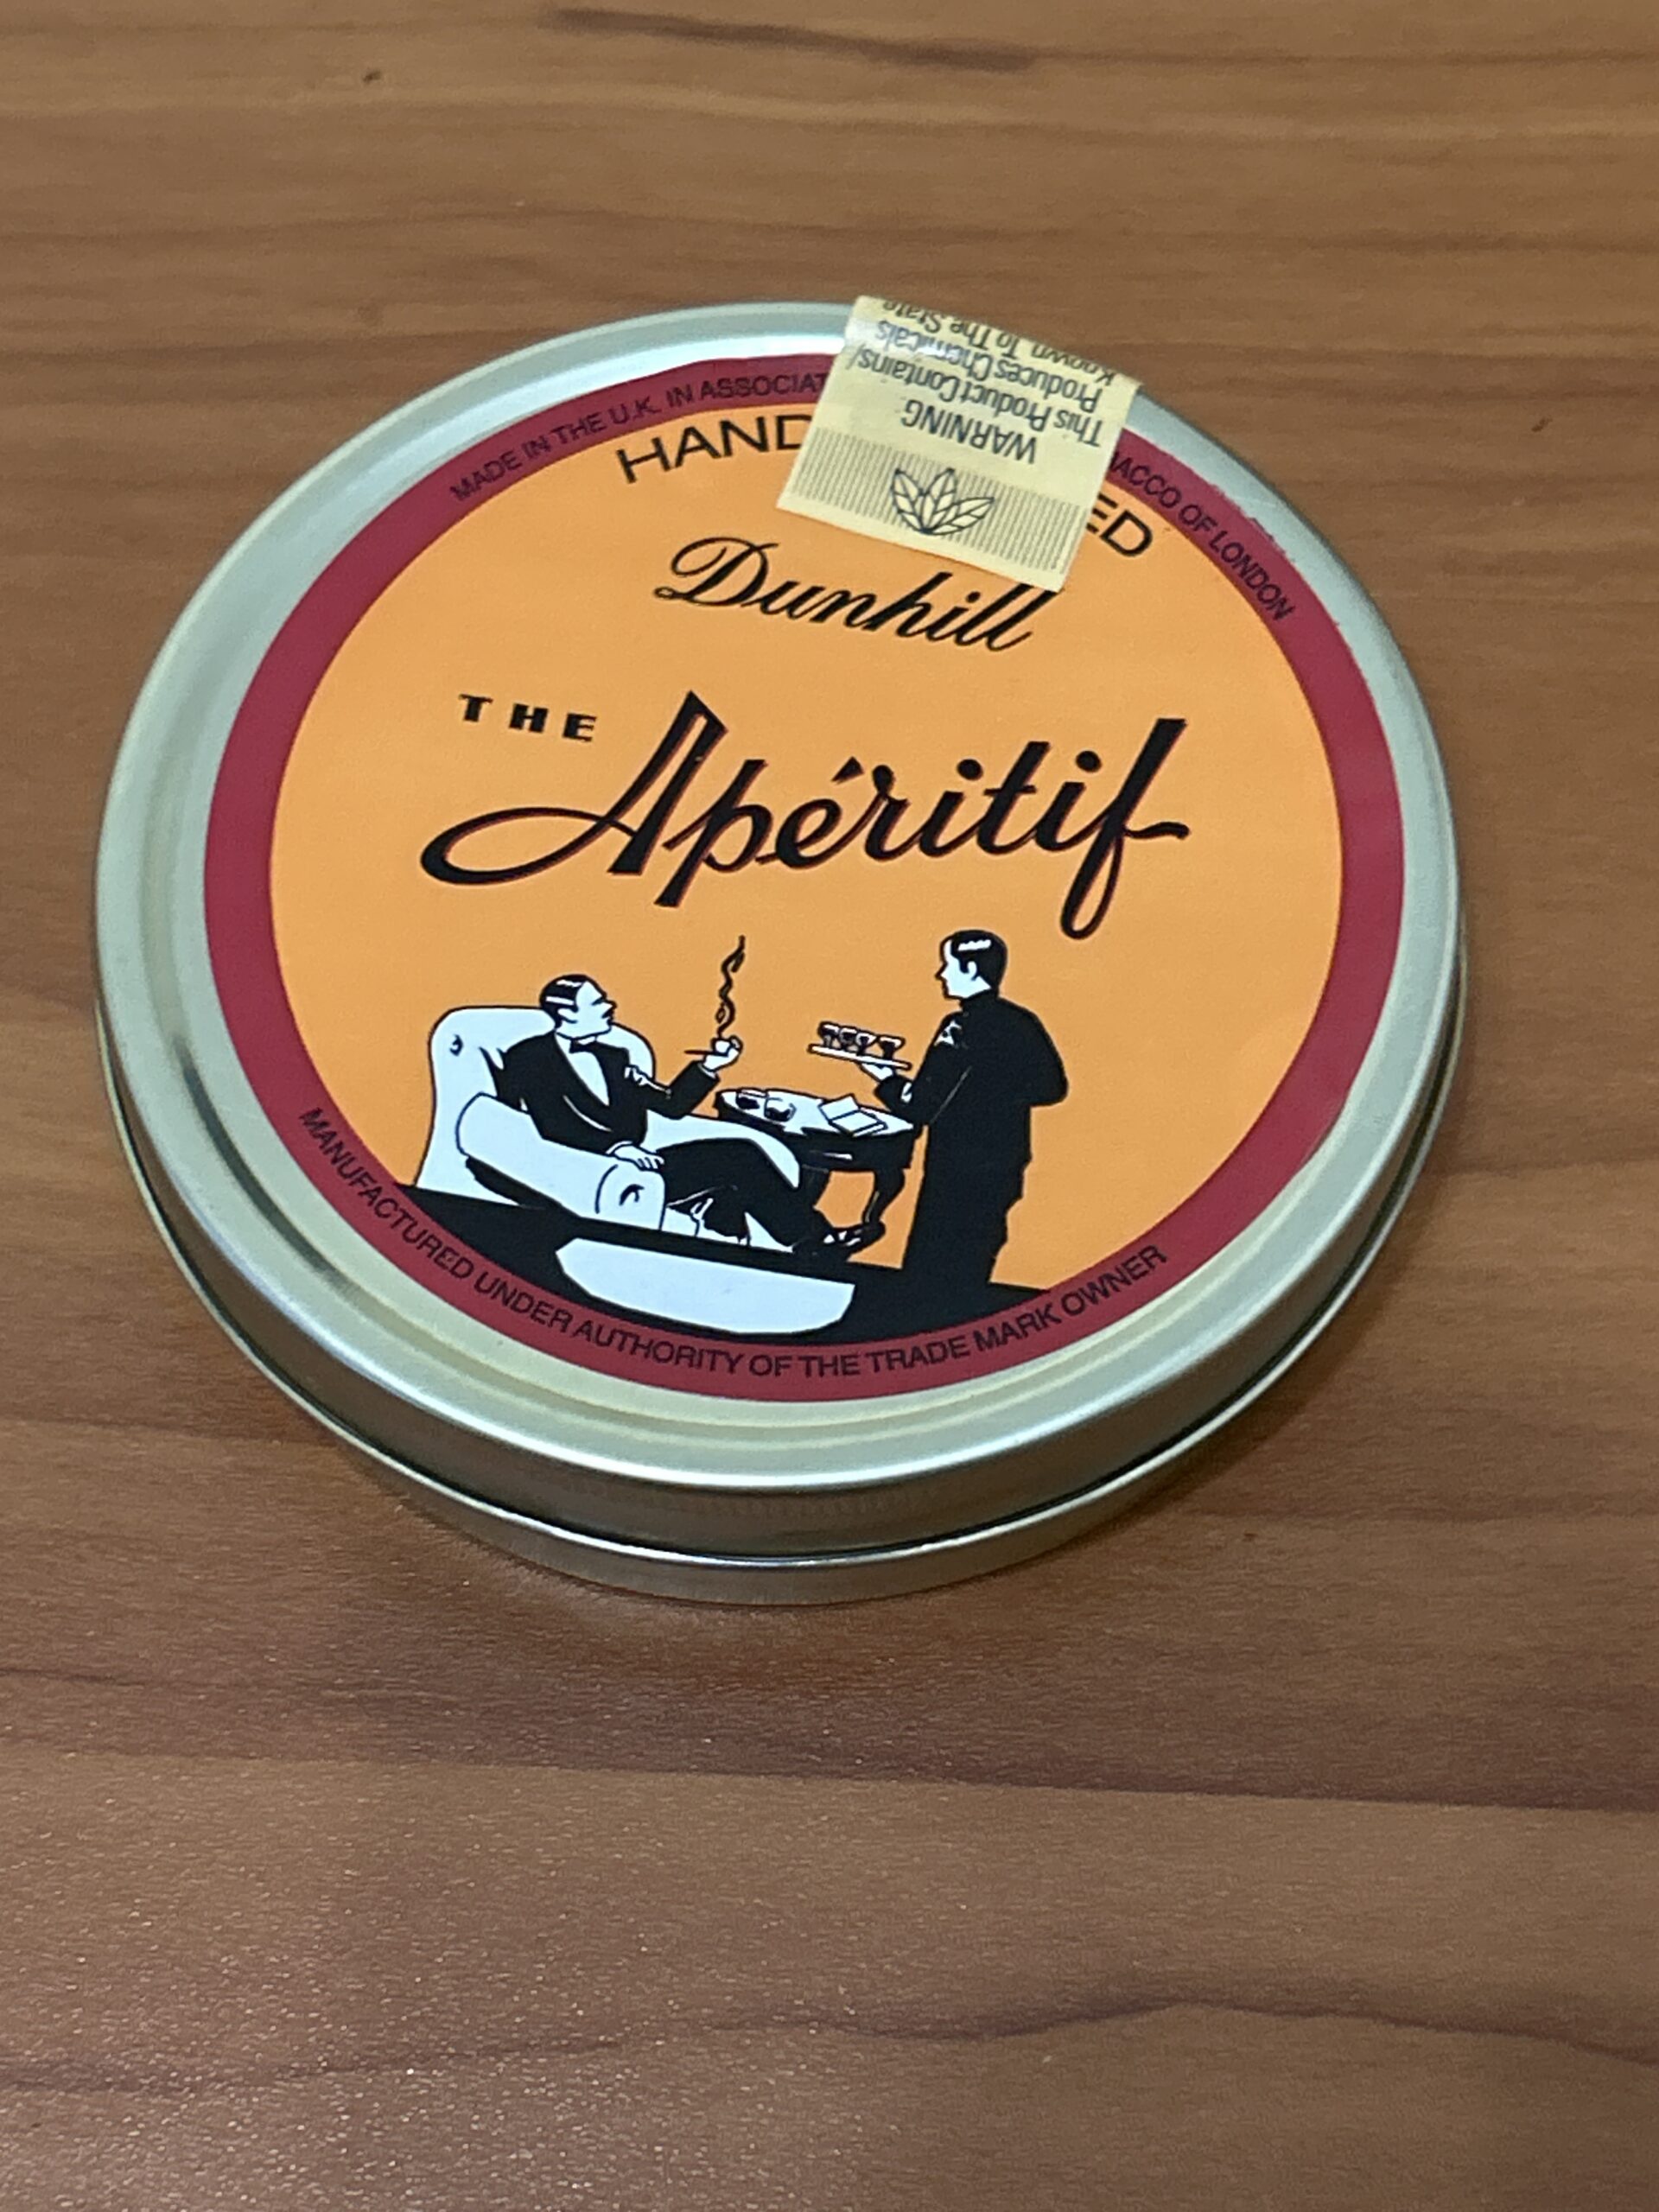 MADE IN THE U.K. IN ASSOCIAT
ACCO OF LONDON
HAND
ED
Dunhill
THE Apéritif
MANUFACTURED UNDER AUTHORITY OF THE TRADE MARK OWNER
WARNING
This Product Contains/
Produces Chemicals
Known To The State